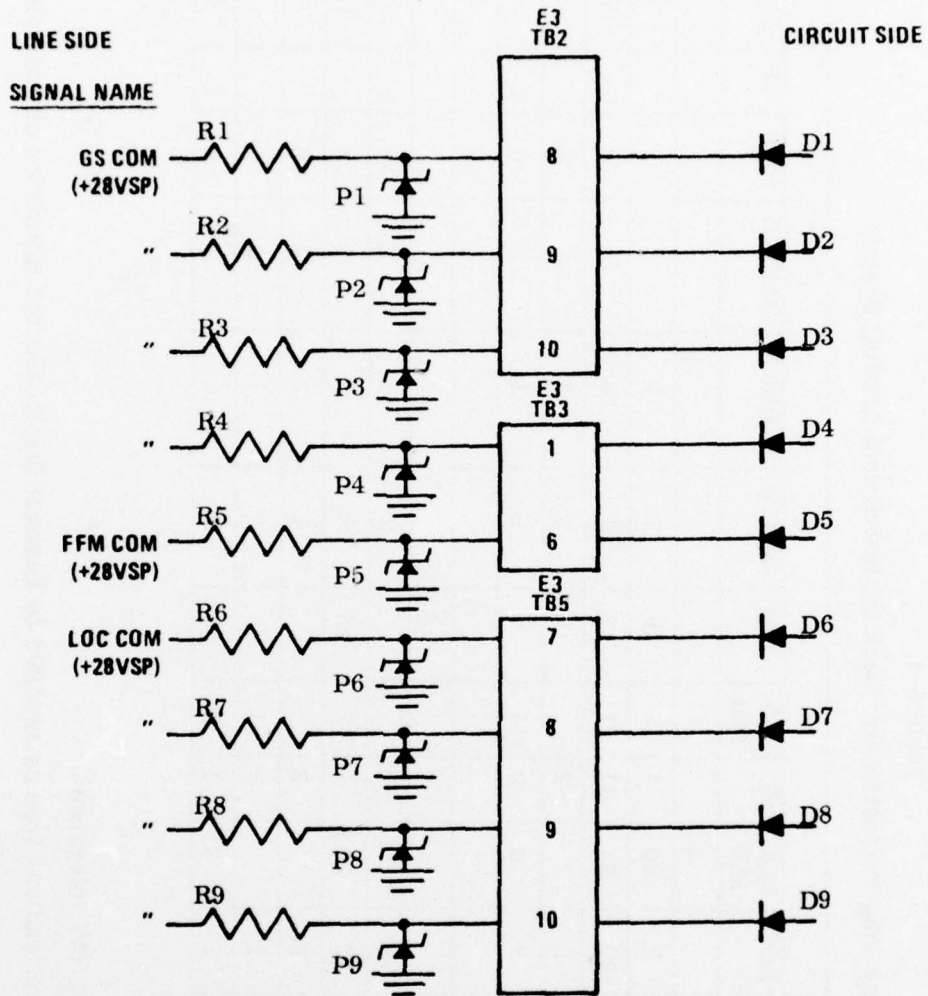 LINE SIDE
E3
TB2
CIRCUIT SIDE
SIGNAL NAME
GS COM
(+28VSP)
R1
P1
8
D1
" R2
P2
9
D2
" R3
P3
10
D3
E3
TB3
" R4
P4
1
D4
FFM COM
(+28VSP)
R5
P5
6
D5
E3
TB5
LOC COM
(+28VSP)
R6
P6
7
D6
" R7
P7
8
D7
" R8
P8
9
D8
" R9
P9
10
D9